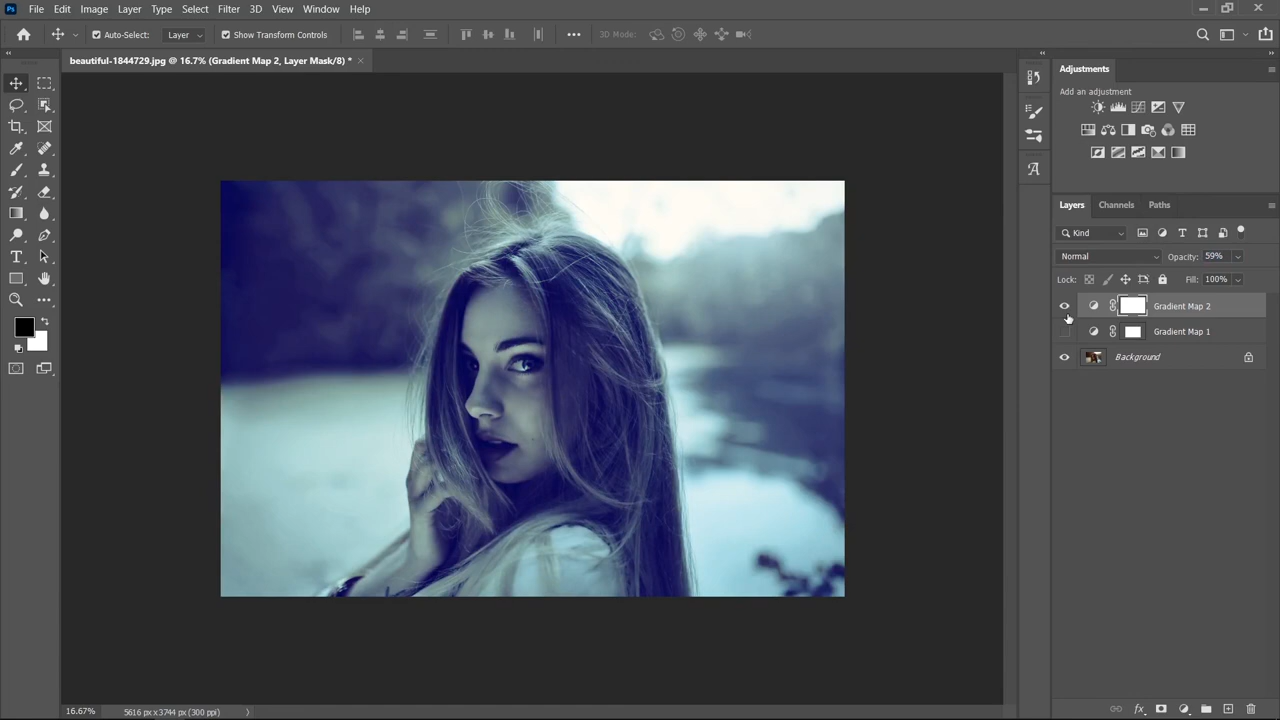 Ps File Edit Image Layer Type Select Filter 3D View Window Help
Auto-Select: Layer Show Transform Controls 3D Mode:
beautiful-1844729.jpg @ 16.7% (Gradient Map 2, Layer Mask/8) * ×
Adjustments
Add an adjustment
Layers Channels Paths
Kind
Normal Opacity: 59%
Lock: Fill: 100%
Gradient Map 2
Gradient Map 1
Background
16.67% 5616 px x 3744 px (300 ppi)